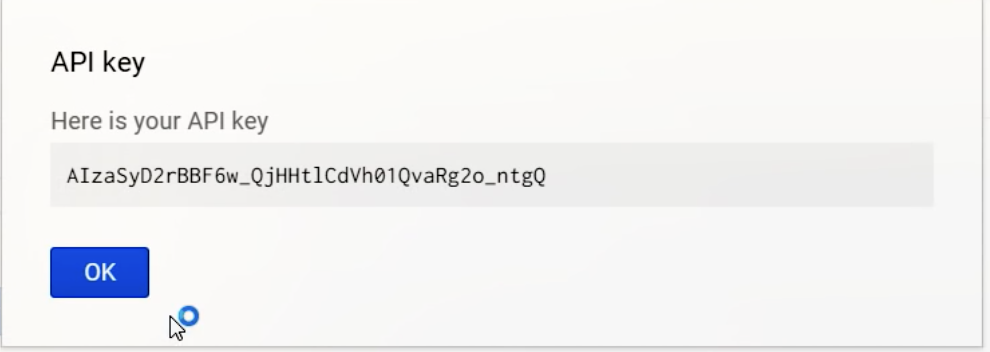 API key
Here is your API key
AIzaSyD2rBBF6w_QjHHtlCdVh01QvaRg2o_ntgQ
OK